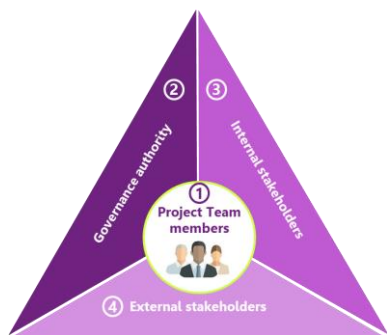 ①
Project Team
members
②
Governance authority
③
Internal stakeholders
④ External stakeholders